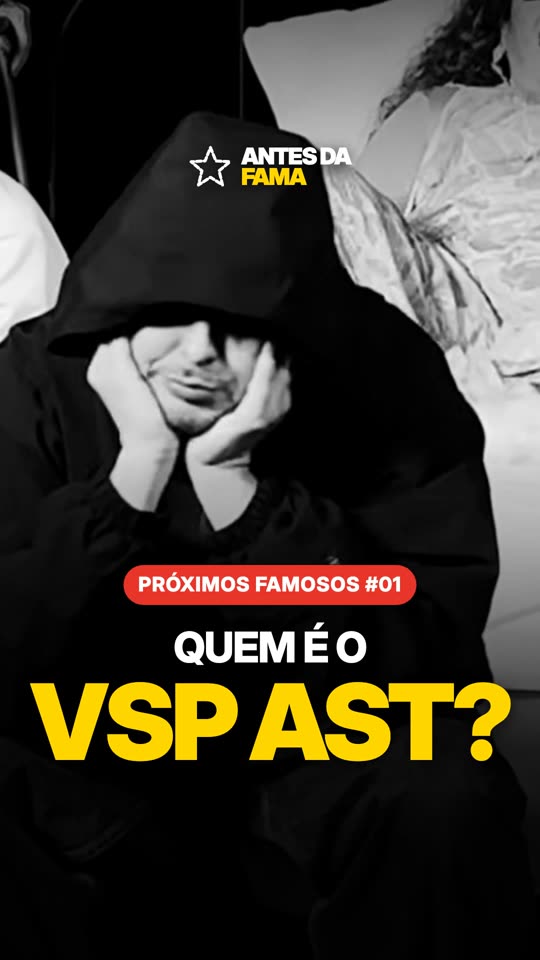 ANTES DA
FAMA
PRÓXIMOS FAMOSOS #01
QUEM É O
VSP AST?